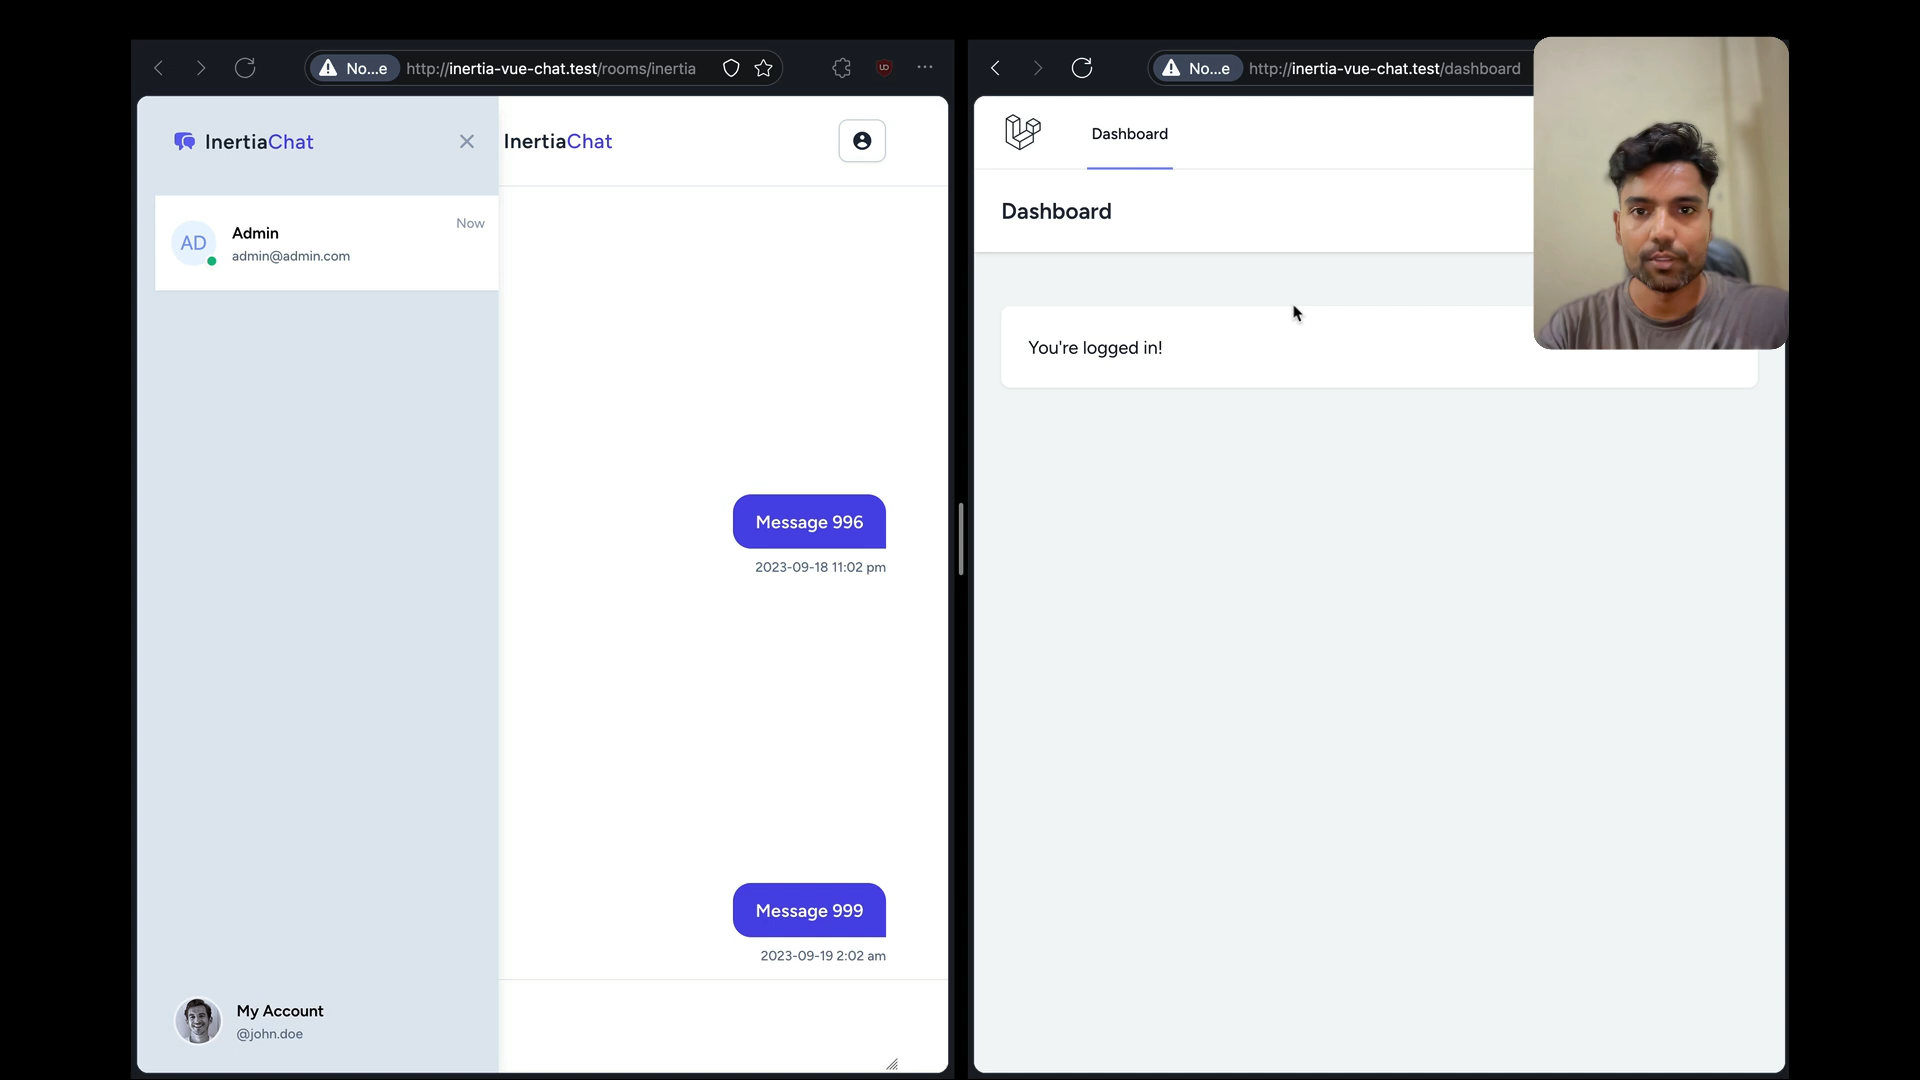 No...e http://inertia-vue-chat.test/rooms/inertia
InertiaChat
InertiaChat
AD
Admin
admin@admin.com
Now
Message 996
2023-09-18 11:02 pm
Message 999
2023-09-19 2:02 am
My Account
@john.doe
No...e http://inertia-vue-chat.test/dashboard
Dashboard
Dashboard
You're logged in!